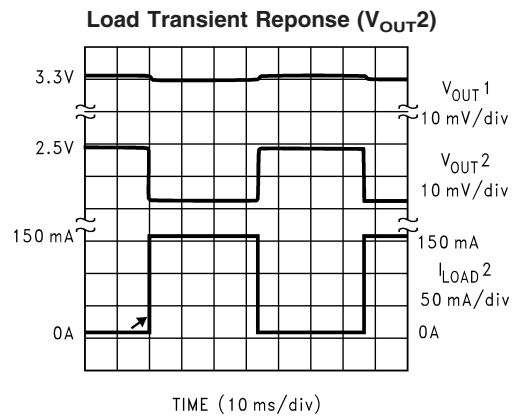 Load Transient Reponse (VOUT2)
3.3V
VOUT1
10 mV/div
2.5V
VOUT2
10 mV/div
150 mA
150 mA
ILOAD2
50 mA/div
0A
0A
TIME (10 ms/div)